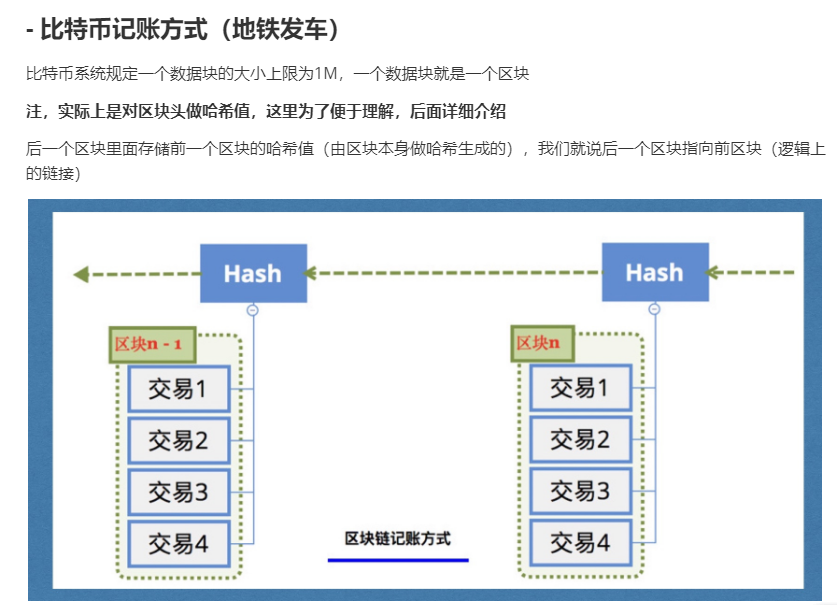 - 比特币记账方式（地铁发车）
比特币系统规定一个数据块的大小上限为1M，一个数据块就是一个区块
注，实际上是对区块头做哈希值，这里为了便于理解，后面详细介绍
后一个区块里面存储前一个区块的哈希值（由区块本身做哈希生成的），我们就说后一个区块指向前区块（逻辑上
的链接）
Hash
Hash
区块n - 1
区块n
交易1
交易1
交易2
交易2
交易3
交易3
交易4
交易4
区块链记账方式